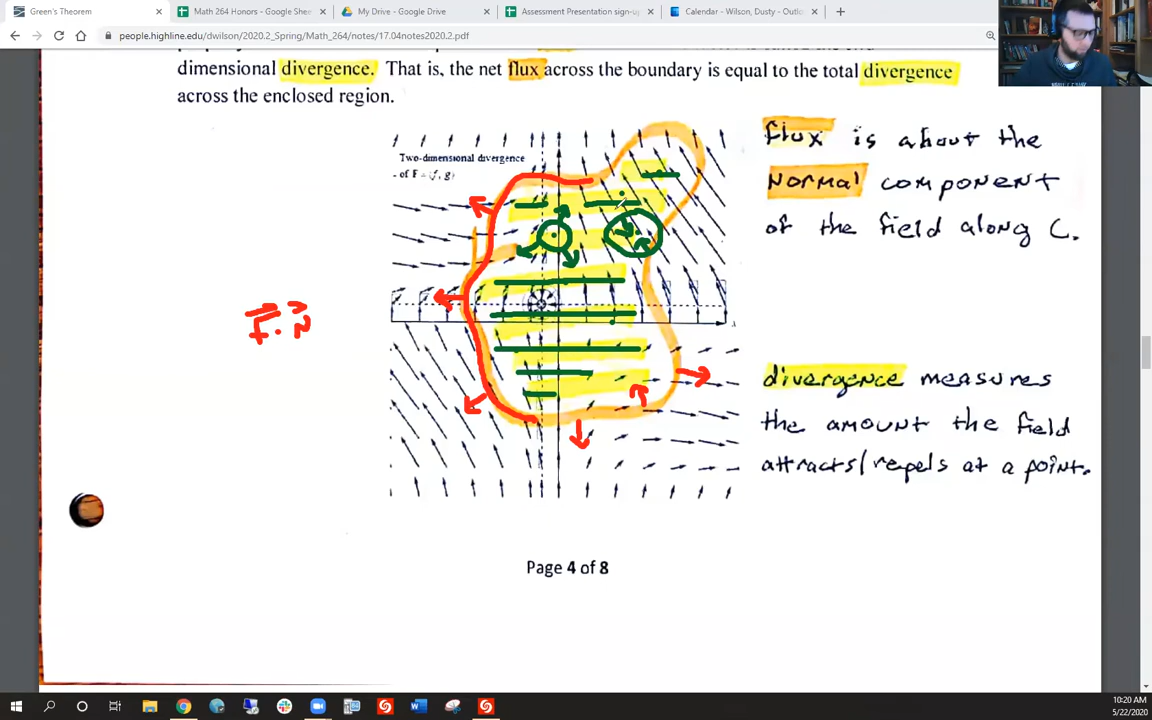 Green's Theorem
Math 264 Honors - Google She
My Drive - Google Drive
Assessment Presentation sign-u
Calendar - Wilson, Dusty - Outlo
people.highline.edu/dwilson/2020.2_Spring/Math_264/notes/17.04notes2020.2.pdf
dimensional divergence. That is, the net flux across the boundary is equal to the total divergence
across the enclosed region.
Two-dimensional divergence
of F = (f, g)
flux is about the
Normal component
of the field along C.
F · N
divergence measures
the amount the field
attracts/repels at a point.
Page 4 of 8
10:20 AM
5/22/2020